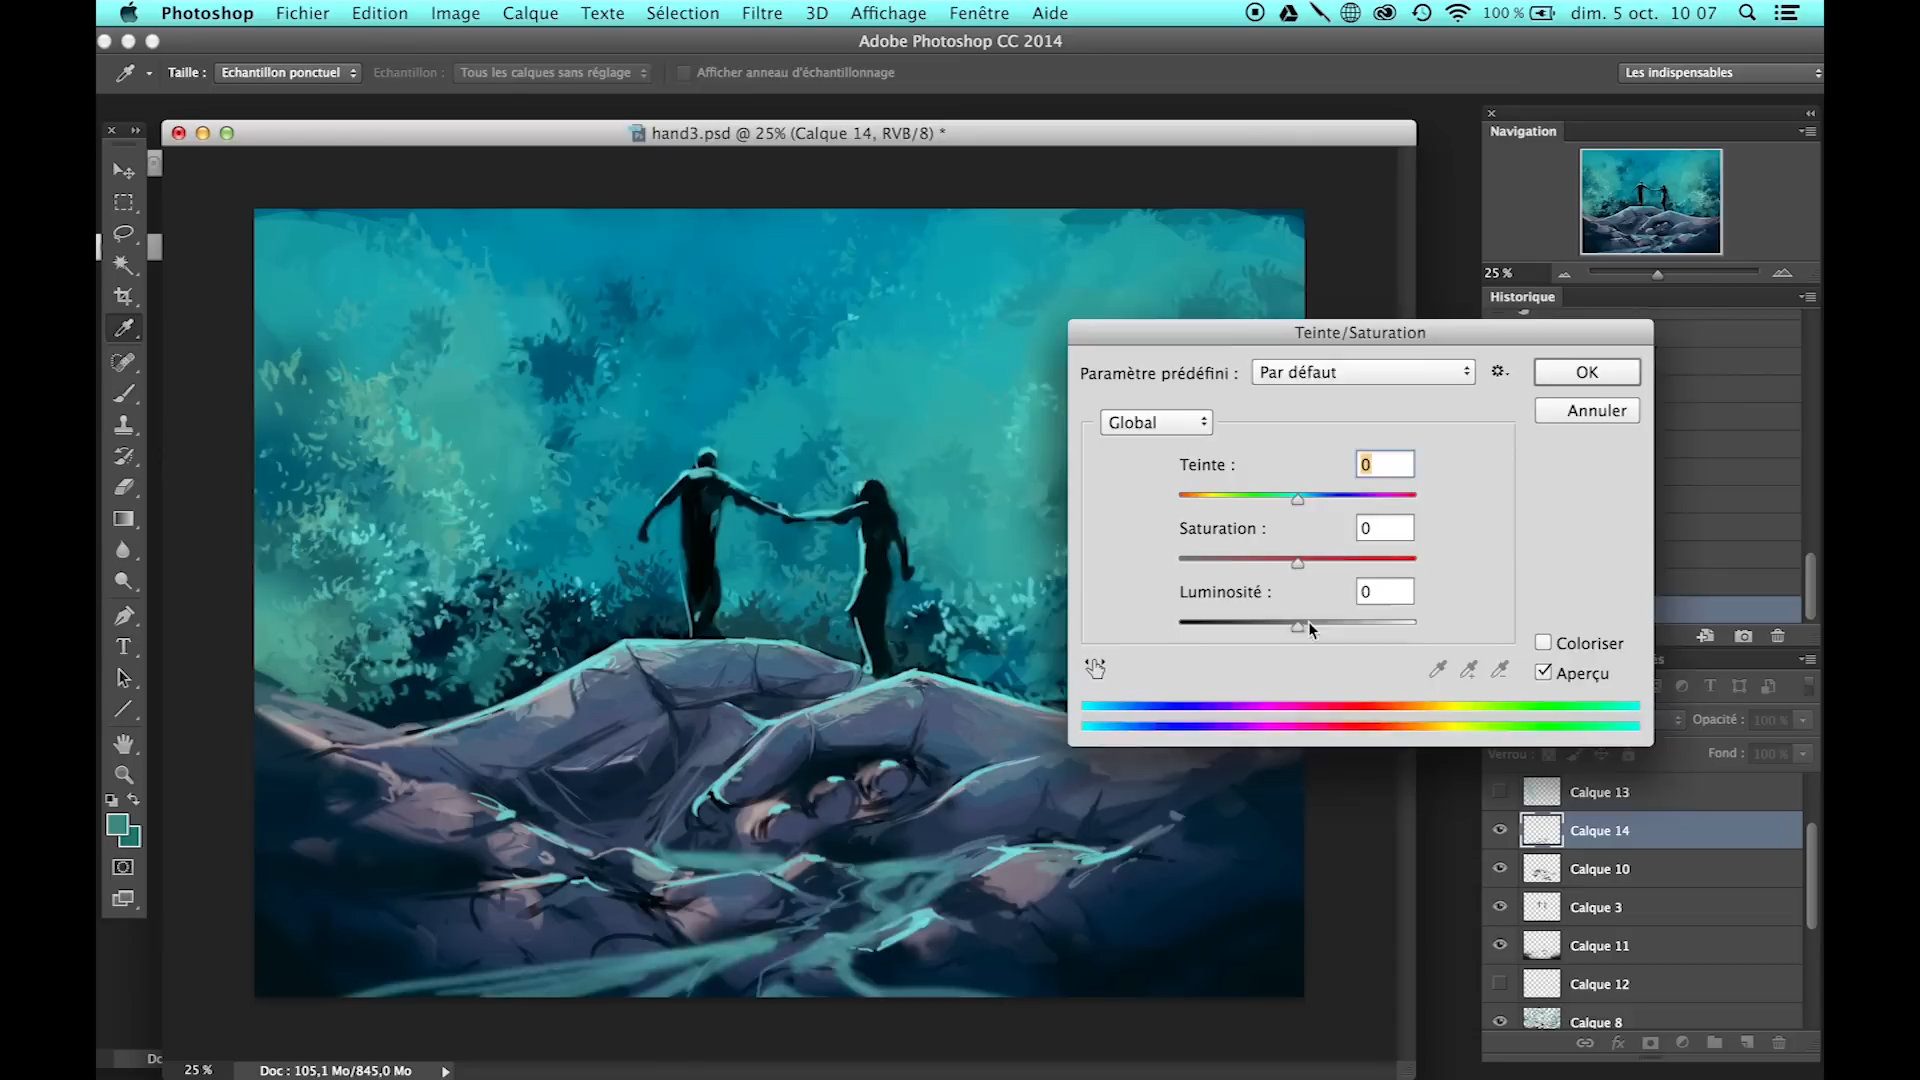 Photoshop Fichier Edition Image Calque Texte Sélection Filtre 3D Affichage Fenêtre Aide 100 % dim. 5 oct. 10 07
Adobe Photoshop CC 2014
Taille : Echantillon ponctuel Echantillon : Tous les calques sans réglage Afficher anneau d'échantillonnage Les indispensables
hand3.psd @ 25% (Calque 14, RVB/8) *
Navigation
25 %
Historique
Teinte/Saturation
Paramètre prédéfini : Par défaut OK
Annuler
Global
Teinte : 0
Saturation : 0
Luminosité : 0
Coloriser
Aperçu
Opacité : 100 %
Verrou : Fond : 100 %
Calque 13
Calque 14
Calque 10
Calque 3
Calque 11
Calque 12
Calque 8
25 % Doc : 105,1 Mo/845,0 Mo